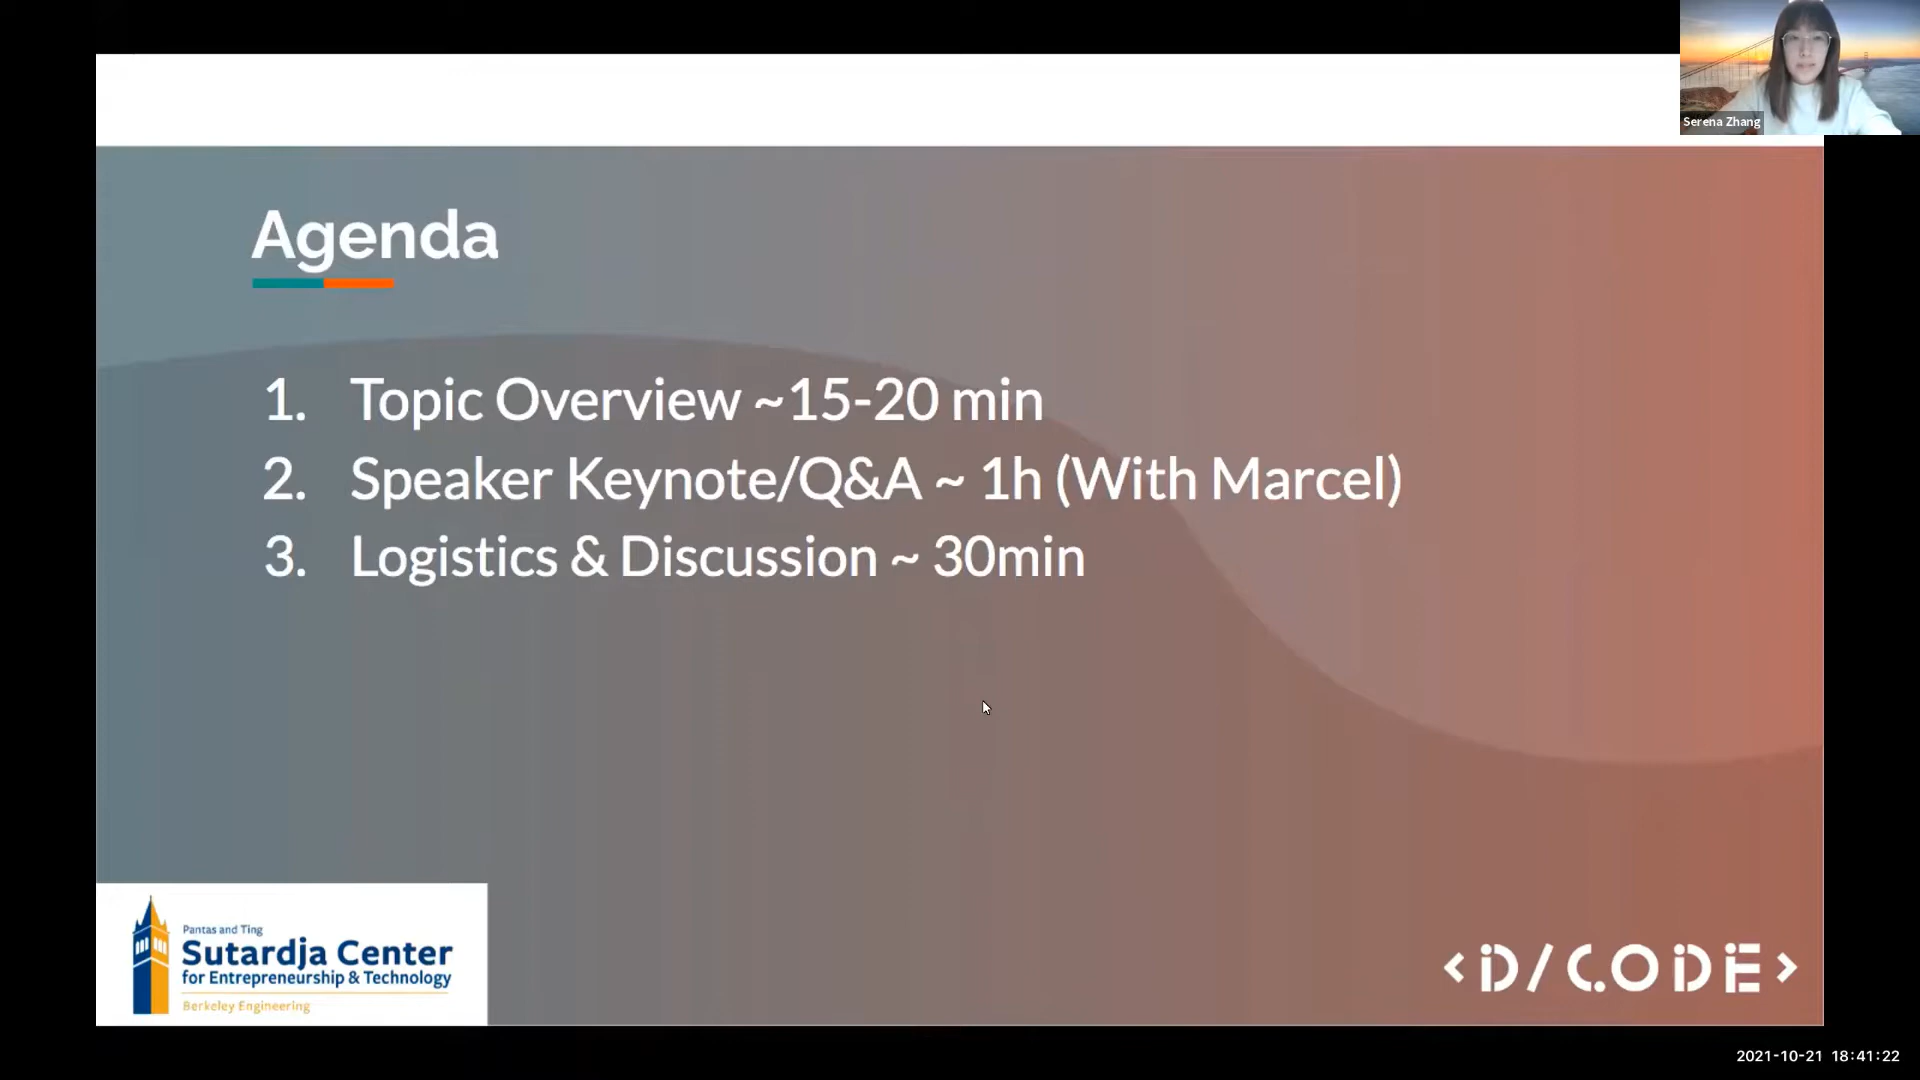 Serena Zhang
Agenda
1. Topic Overview ~15-20 min
2. Speaker Keynote/Q&A ~ 1h (With Marcel)
3. Logistics & Discussion ~ 30min
Pantas and Ting
Sutardja Center
for Entrepreneurship & Technology
Berkeley Engineering
<D/CODE>
2021-10-21 18:41:22